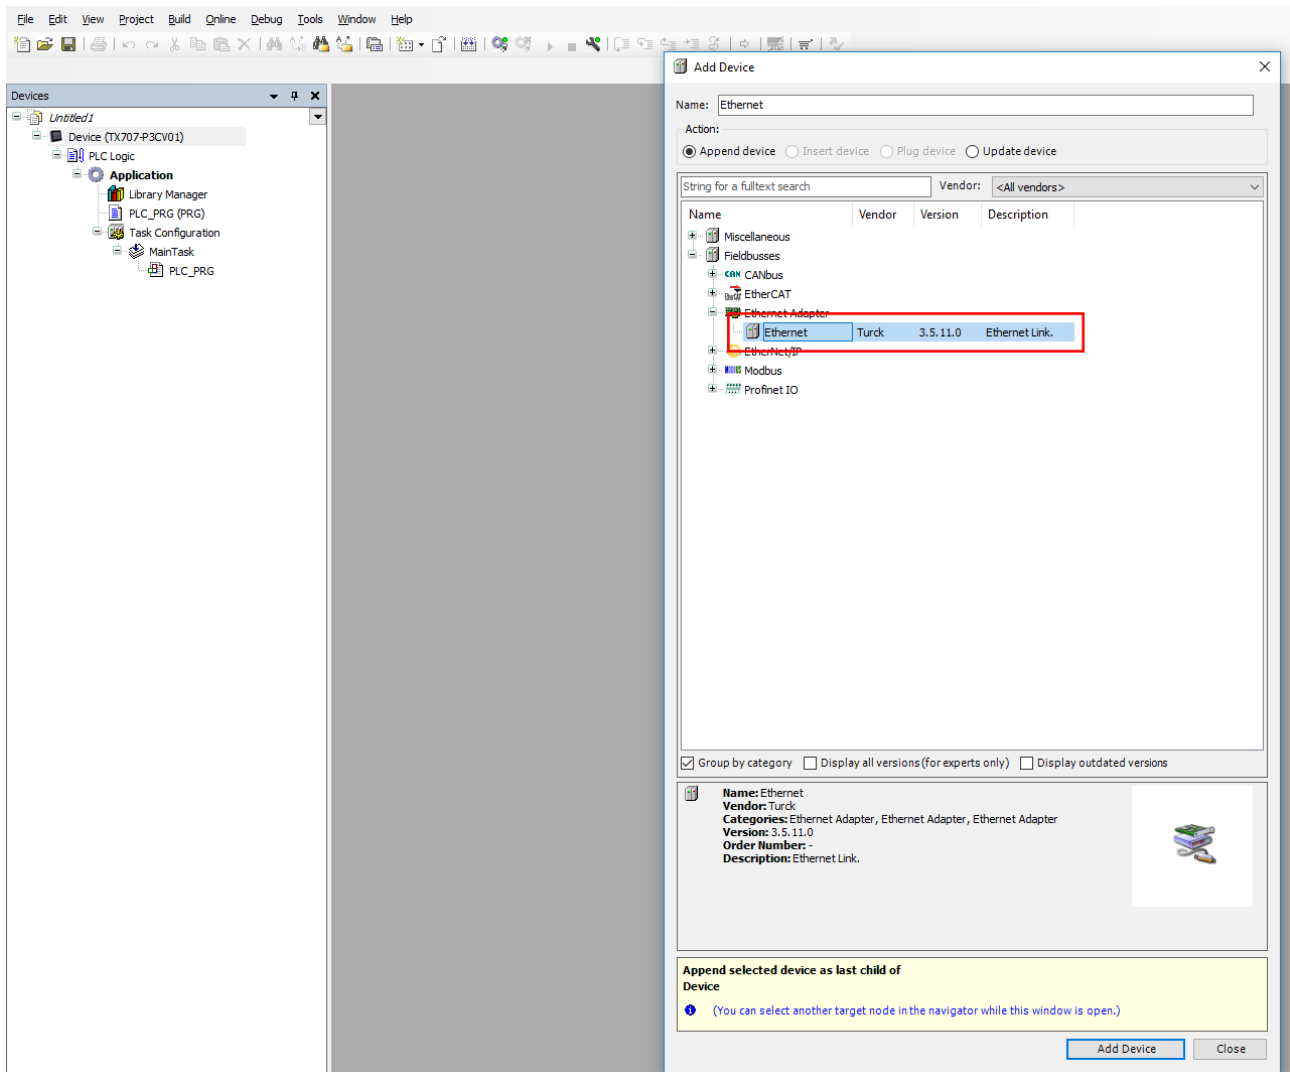 File Edit View Project Build Online Debug Tools Window Help
Devices
Untitled1
Device (TX707-P3CV01)
PLC Logic
Application
Library Manager
PLC_PRG (PRG)
Task Configuration
MainTask
PLC_PRG
Add Device
Name: Ethernet
Action:
Append device Insert device Plug device Update device
String for a fulltext search Vendor: <All vendors>
Name Vendor Version Description
Miscellaneous
Fieldbusses
CAN CANbus
EtherCAT
Ethernet Adapter
Ethernet Turck 3.5.11.0 Ethernet Link.
EtherNet/IP
Modbus
Profinet IO
Group by category Display all versions (for experts only) Display outdated versions
Name: Ethernet
Vendor: Turck
Categories: Ethernet Adapter, Ethernet Adapter, Ethernet Adapter
Version: 3.5.11.0
Order Number: -
Description: Ethernet Link.
Append selected device as last child of
Device
(You can select another target node in the navigator while this window is open.)
Add Device Close